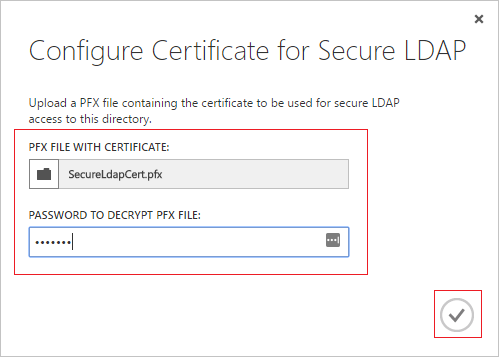 Configure Certificate for Secure LDAP
Upload a PFX file containing the certificate to be used for secure LDAP
access to this directory.
PFX FILE WITH CERTIFICATE:
SecureLdapCert.pfx
PASSWORD TO DECRYPT PFX FILE:
•••••••